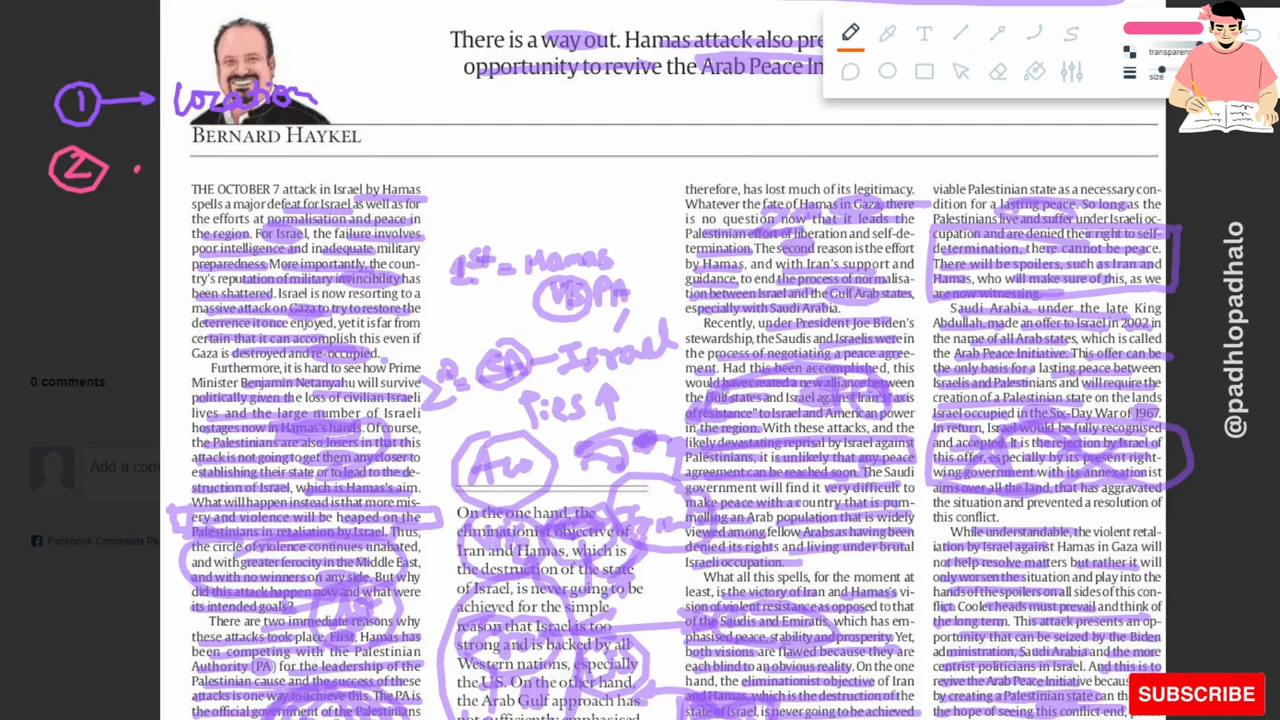 There is a way out. Hamas attack also pre
opportunity to revive the Arab Peace In
transparen
size
1 → Location
2
BERNARD HAYKEL
THE OCTOBER 7 attack in Israel by Hamas
spells a major defeat for Israel as well as for
the efforts at normalisation and peace in
the region. For Israel, the failure involves
poor intelligence and inadequate military
preparedness. More importantly, the coun-
try's reputation of military invincibility has
been shattered. Israel is now resorting to a
massive attack on Gaza to try to restore the
deterrence it once enjoyed, yet it is far from
certain that it can accomplish this even if
Gaza is destroyed and re-occupied.
Furthermore, it is hard to see how Prime
Minister Benjamin Netanyahu will survive
politically given the loss of civilian Israeli
lives and the large number of Israeli
hostages now in Hamas's hands. Of course,
the Palestinians are also losers in that this
attack is not going to get them any closer to
establishing their state or to lead to the de-
struction of Israel, which is Hamas's aim.
What will happen instead is that more mis-
ery and violence will be heaped on the
Palestinians in retaliation by Israel. Thus,
the circle of violence continues unabated,
and with greater ferocity in the Middle East,
and with no winners on any side. But why
did this attack happen now and what were
its intended goals?
There are two immediate reasons why
these attacks took place. First, Hamas has
been competing with the Palestinian
Authority (PA) for the leadership of the
Palestinian cause and the success of these
attacks is one way to achieve this. The PA is
the official government of the Palestinians
1st = Hamas
Israel
On the one hand, the
eliminationist objective of
Iran and Hamas, which is
the destruction of the state
of Israel, is never going to be
achieved for the simple
reason that Israel is too
strong and is backed by all
Western nations, especially
the U.S. On the other hand,
the Arab Gulf approach has
not sufficiently emphasised
therefore, has lost much of its legitimacy.
Whatever the fate of Hamas in Gaza, there
is no question now that it leads the
Palestinian effort of liberation and self-de-
termination. The second reason is the effort
by Hamas, and with Iran's support and
guidance, to end the process of normalisa-
tion between Israel and the Gulf Arab states,
especially with Saudi Arabia.
Recently, under President Joe Biden's
stewardship, the Saudis and Israelis were in
the process of negotiating a peace agree-
ment. Had this been accomplished, this
would have created a new alliance between
the Gulf states and Israel against Iran's "axis
of resistance" to Israel and American power
in the region. With these attacks, and the
likely devastating reprisal by Israel against
Palestinians, it is unlikely that any peace
agreement can be reached soon. The Saudi
government will find it very difficult to
make peace with a country that is pum-
melling an Arab population that is widely
viewed among fellow Arabs as having been
denied its rights and living under brutal
Israeli occupation.
What all this spells, for the moment at
least, is the victory of Iran and Hamas's vi-
sion of violent resistance as opposed to that
of the Saudis and Emiratis, which has em-
phasised peace, stability and prosperity. Yet,
both visions are flawed because they are
each blind to an obvious reality. On the one
hand, the eliminationist objective of Iran
and Hamas, which is the destruction of the
state of Israel, is never going to be achieved
viable Palestinian state as a necessary con-
dition for a lasting peace. So long as the
Palestinians live and suffer under Israeli oc-
cupation and are denied their right to self-
determination, there cannot be peace.
There will be spoilers, such as Iran and
Hamas, who will make sure of this, as we
are now witnessing.
Saudi Arabia, under the late King
Abdullah, made an offer to Israel in 2002 in
the name of all Arab states, which is called
the Arab Peace Initiative. This offer can be
the only basis for a lasting peace between
Israelis and Palestinians and will require the
creation of a Palestinian state on the lands
Israel occupied in the Six-Day War of 1967.
In return, Israel would be fully recognised
and accepted. It is the rejection by Israel of
this offer, especially by its present right-
wing government with its annexationist
aims over all the land, that has aggravated
the situation and prevented a resolution of
this conflict.
While understandable, the violent retal-
iation by Israel against Hamas in Gaza will
not help resolve matters but rather it will
only worsen the situation and play into the
hands of the spoilers on all sides of this con-
flict. Cooler heads must prevail and think of
the long term. This attack presents an op-
portunity that can be seized by the Biden
administration, Saudi Arabia and the more
centrist politicians in Israel. And this is to
revive the Arab Peace Initiative becau
by creating a Palestinian state can th
the hope of seeing this conflict end,
0 comments
Add a com
Facebook Comments P
@padhlopadhalo
SUBSCRIBE